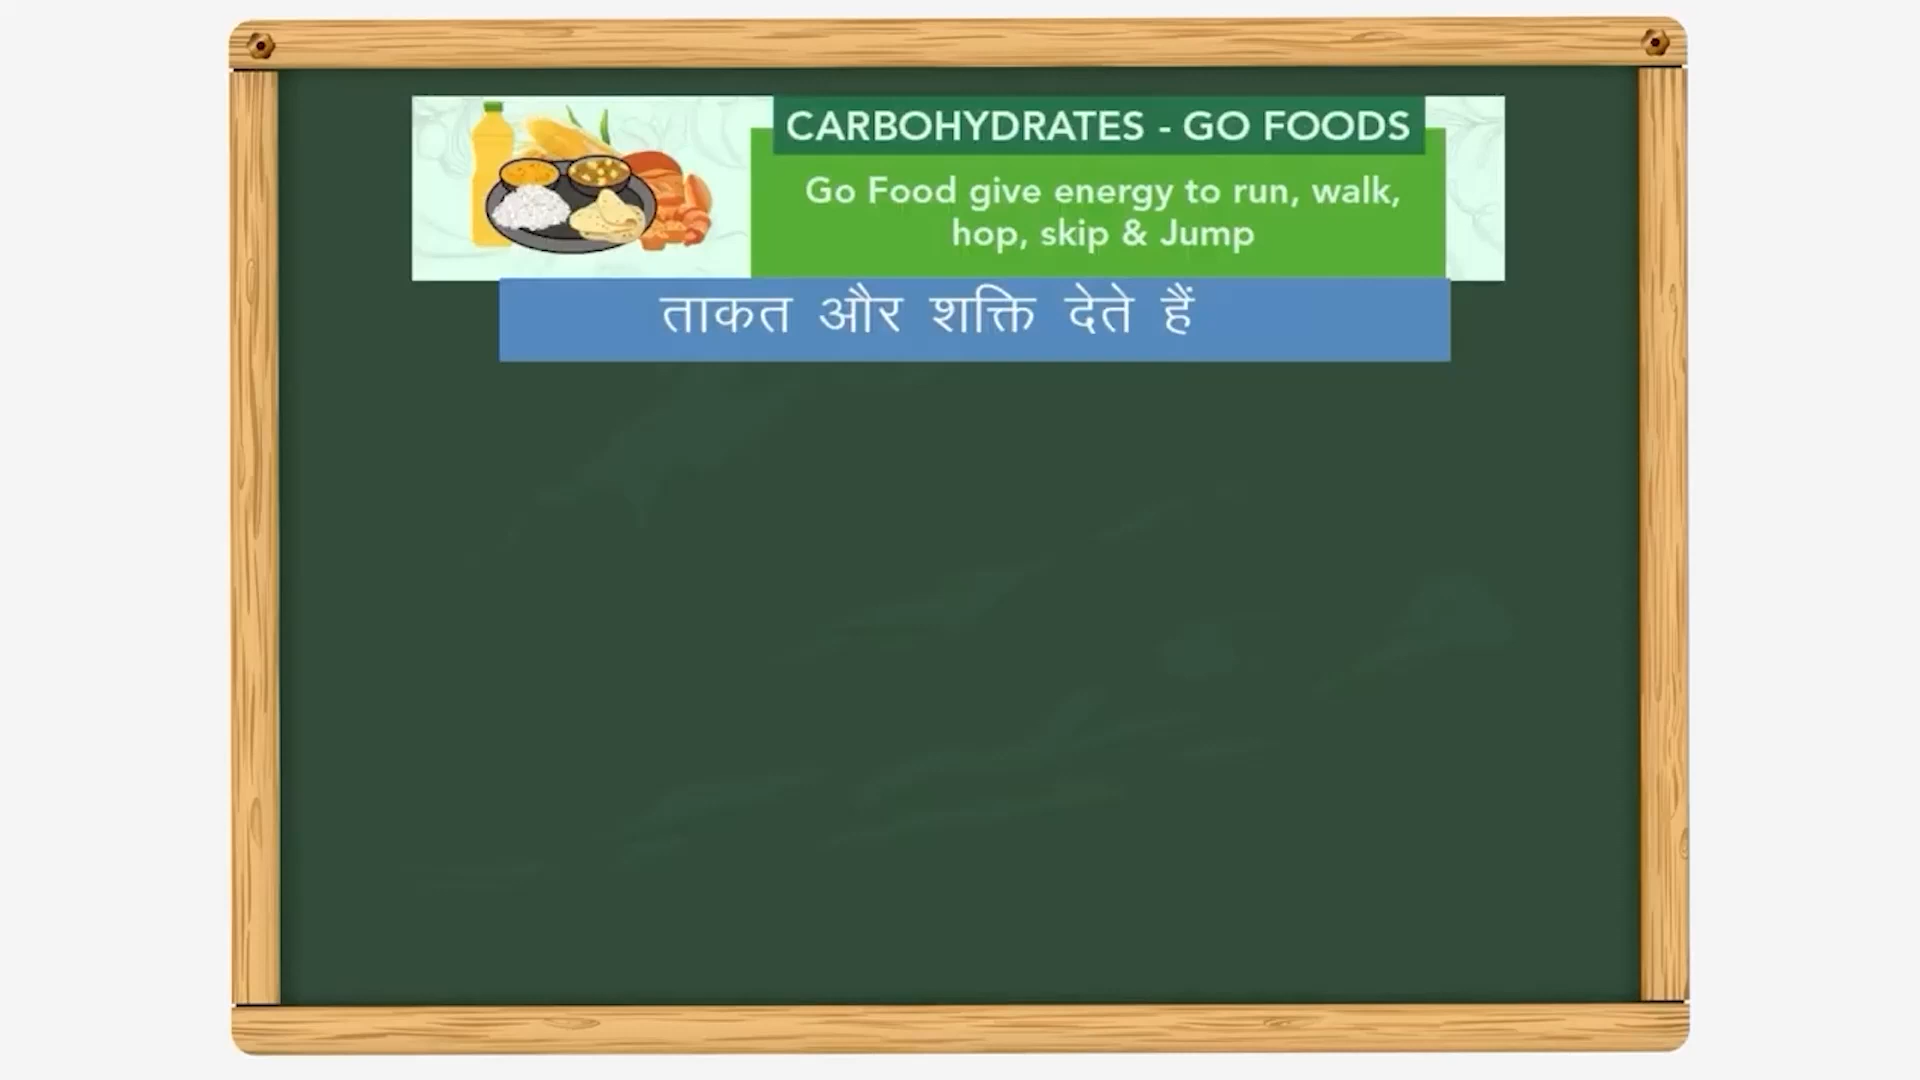 CARBOHYDRATES - GO FOODS
Go Food give energy to run, walk,
hop, skip & Jump
ताकत और शक्ति देते हैं